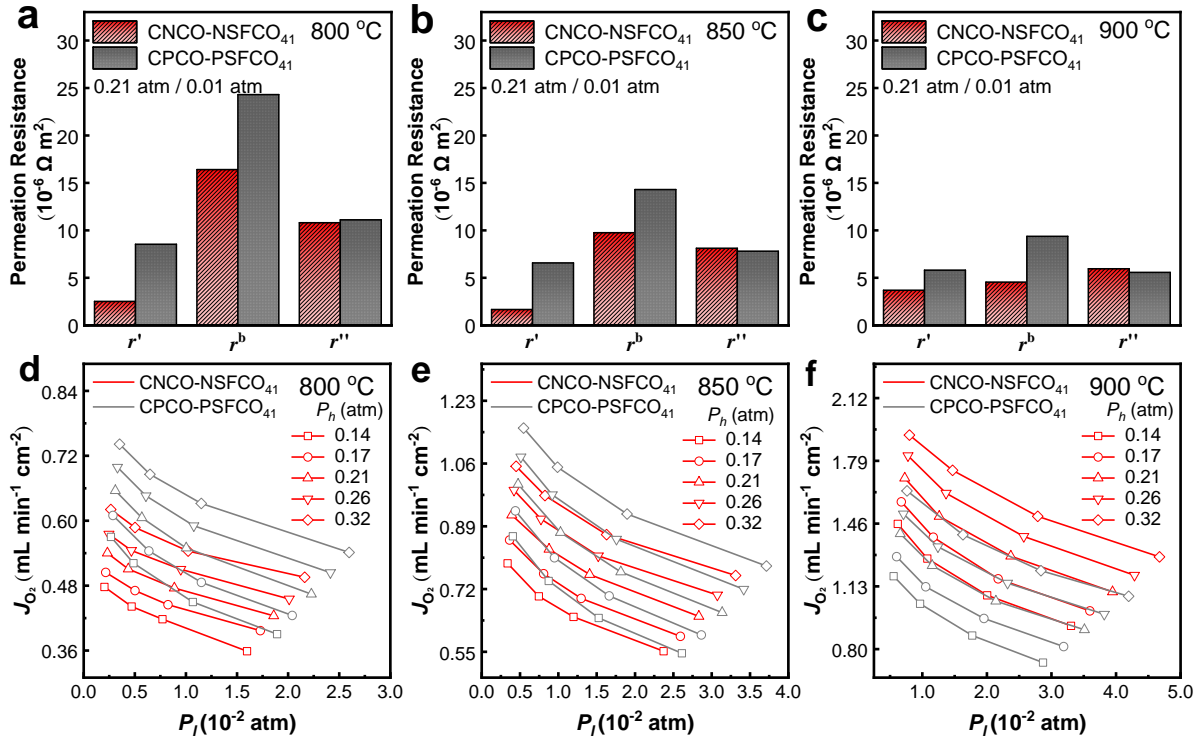 a
CNCO-NSFCO41
800 °C
CPCO-PSFCO41
0.21 atm / 0.01 atm
Permeation Resistance
(10-6 Ω m2)
30
25
20
15
10
5
0
r'
rb
r''
b
CNCO-NSFCO41
850 °C
CPCO-PSFCO41
0.21 atm / 0.01 atm
Permeation Resistance
(10-6 Ω m2)
30
25
20
15
10
5
0
r'
rb
r''
c
CNCO-NSFCO41
900 °C
CPCO-PSFCO41
0.21 atm / 0.01 atm
Permeation Resistance
(10-6 Ω m2)
30
25
20
15
10
5
0
r'
rb
r''
d
CNCO-NSFCO41
800 °C
CPCO-PSFCO41
Ph (atm)
0.14
0.17
0.21
0.26
0.32
JO2 (mL min-1 cm-2)
0.84
0.72
0.60
0.48
0.36
0.0
0.5
1.0
1.5
2.0
2.5
3.0
Pl (10-2 atm)
e
CNCO-NSFCO41
850 °C
CPCO-PSFCO41
Ph (atm)
0.14
0.17
0.21
0.26
0.32
JO2 (mL min-1 cm-2)
1.23
1.06
0.89
0.72
0.55
0.0
0.5
1.0
1.5
2.0
2.5
3.0
3.5
4.0
Pl (10-2 atm)
f
CNCO-NSFCO41
900 °C
CPCO-PSFCO41
Ph (atm)
0.14
0.17
0.21
0.26
0.32
JO2 (mL min-1 cm-2)
2.12
1.79
1.46
1.13
0.80
1.0
2.0
3.0
4.0
5.0
Pl (10-2 atm)